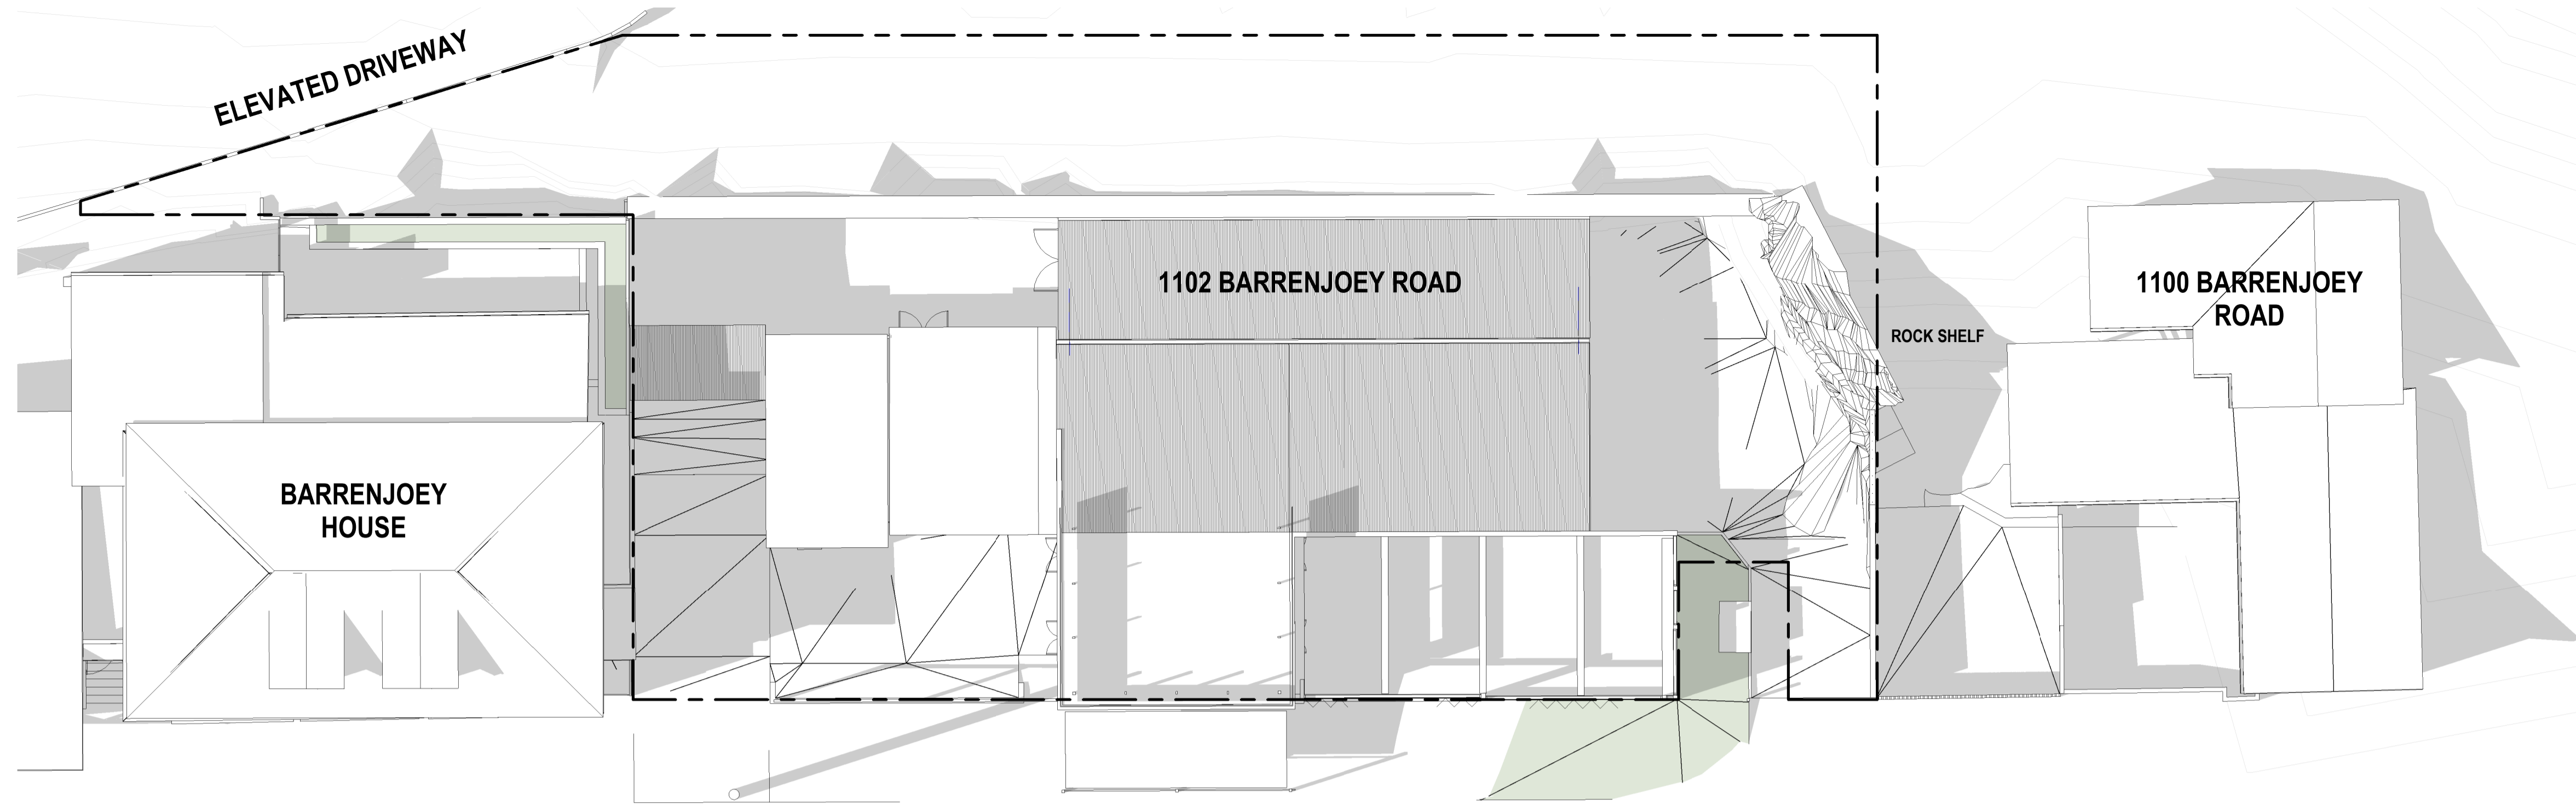 ELEVATED DRIVEWAY
1102 BARRENJOEY ROAD
1100 BARRENJOEY
ROAD
ROCK SHELF
BARRENJOEY
HOUSE